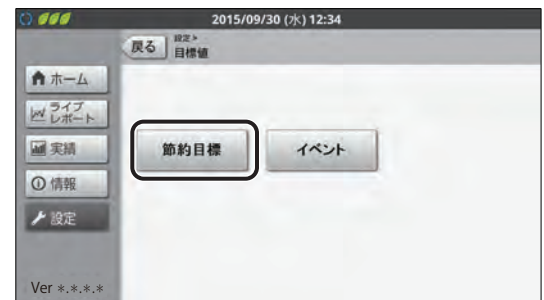 2015/09/30 (水) 12:34
戻る
設定>
目標値
ホーム
ライブ
レポート
実績
情報
設定
節約目標
イベント
Ver *.*.*.*